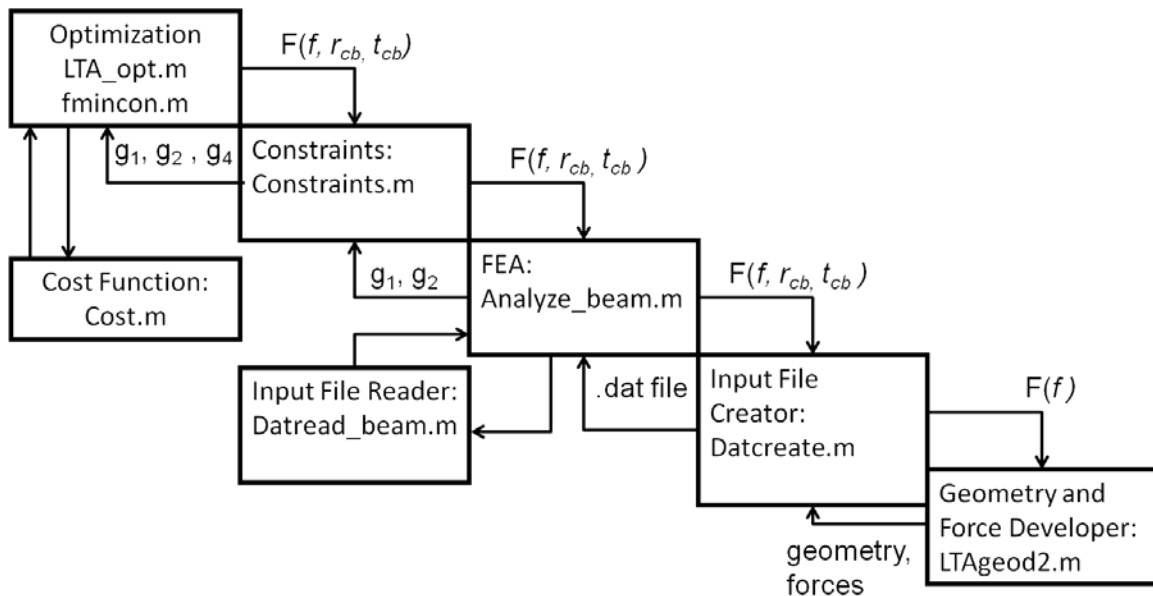 Optimization
LTA_opt.m
fmincon.m
F(f, rcb, tcb)
g1, g2 , g4
Constraints:
Constraints.m
F(f, rcb, tcb )
Cost Function:
Cost.m
g1, g2
FEA:
Analyze_beam.m
F(f, rcb, tcb )
Input File Reader:
Datread_beam.m
.dat file
Input File
Creator:
Datcreate.m
F(f)
geometry,
forces
Geometry and
Force Developer:
LTAgeod2.m